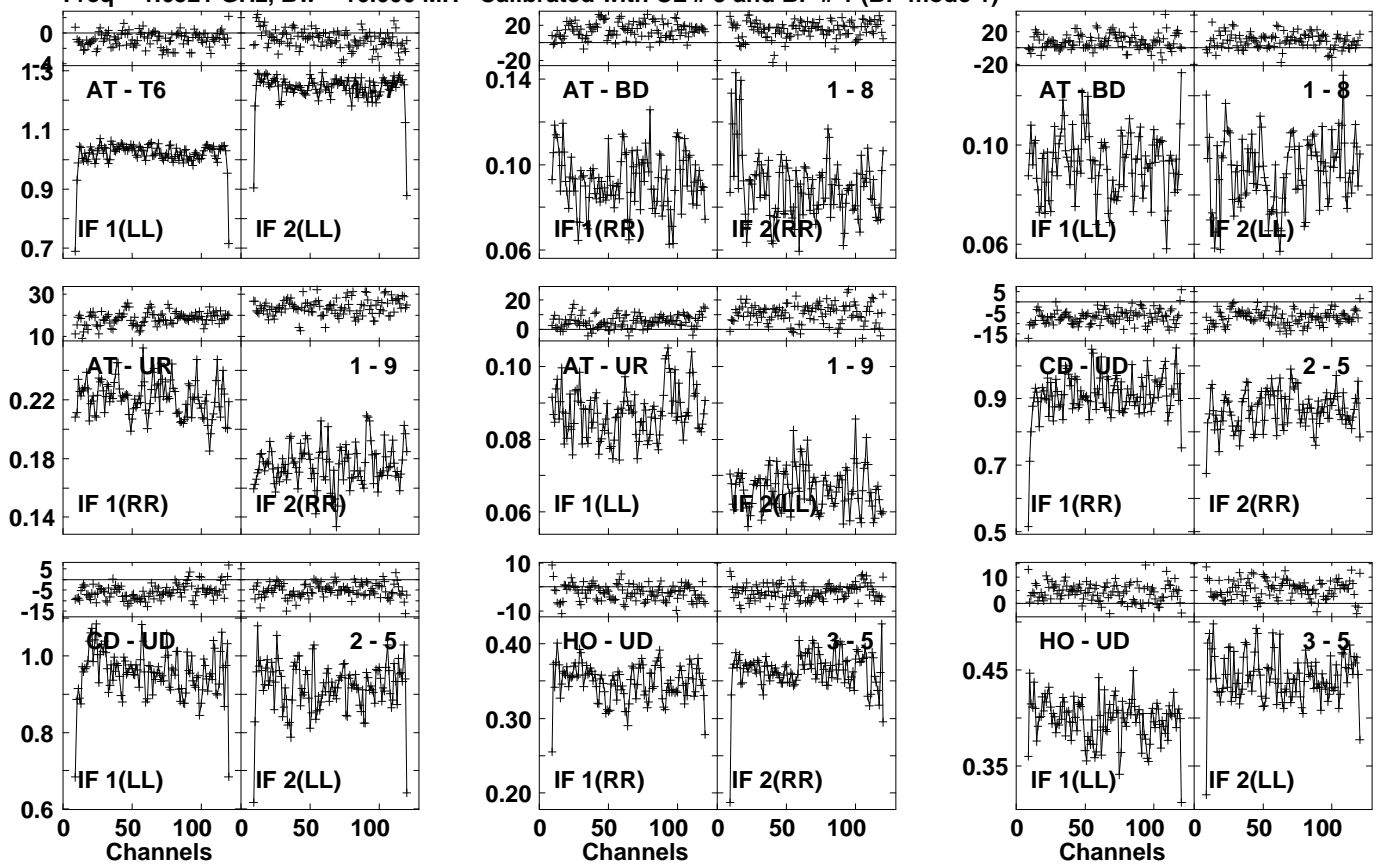 GHz, Bw = 16.000 MH Calibrated with CL # 3 and BP # 1 (BP mode 1)
0
-4
1.3
1.1
0.9
0.7
AT - T6
7
IF 1(LL)
IF 2(LL)
20
-20
0.14
0.10
0.06
AT - BD
1 - 8
IF 1(RR)
IF 2(RR)
20
0
-20
0.10
0.06
AT - BD
1 - 8
IF 1(LL)
IF 2(LL)
30
10
0.22
0.18
0.14
AT - UR
1 - 9
IF 1(RR)
IF 2(RR)
20
0
0.10
0.08
0.06
AT - UR
1 - 9
IF 1(LL)
IF 2(LL)
5
-5
-15
0.9
0.7
0.5
CD - UD
2 - 5
IF 1(RR)
IF 2(RR)
5
-5
-15
1.0
0.8
0.6
CD - UD
2 - 5
IF 1(LL)
IF 2(LL)
0 50 100 0 50 100
Channels
10
-10
0.40
0.30
0.20
HO - UD
3 - 5
IF 1(RR)
IF 2(RR)
0 50 100 0 50 100
Channels
10
0
0.45
0.35
HO - UD
3 - 5
IF 1(LL)
IF 2(LL)
0 50 100 0 50 100
Channels